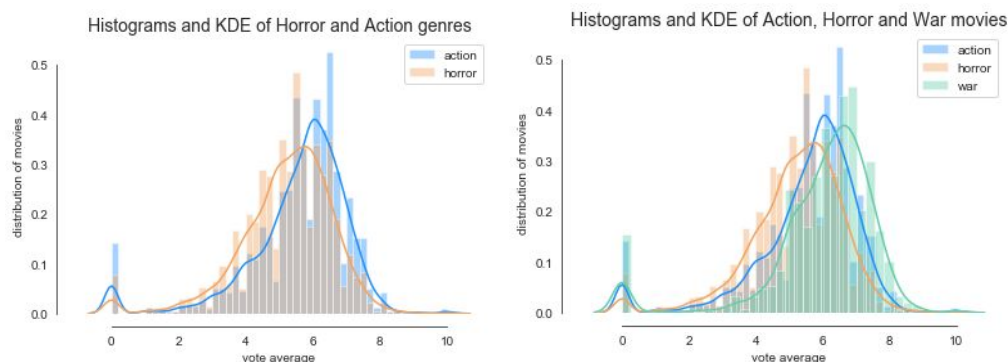 Histograms and KDE of Horror and Action genres
action
horror
0.5
0.4
0.3
0.2
0.1
0.0
distribution of movies
0 2 4 6 8 10
vote average
Histograms and KDE of Action, Horror and War movies
action
horror
war
0.5
0.4
0.3
0.2
0.1
0.0
distribution of movies
0 2 4 6 8 10
vote average